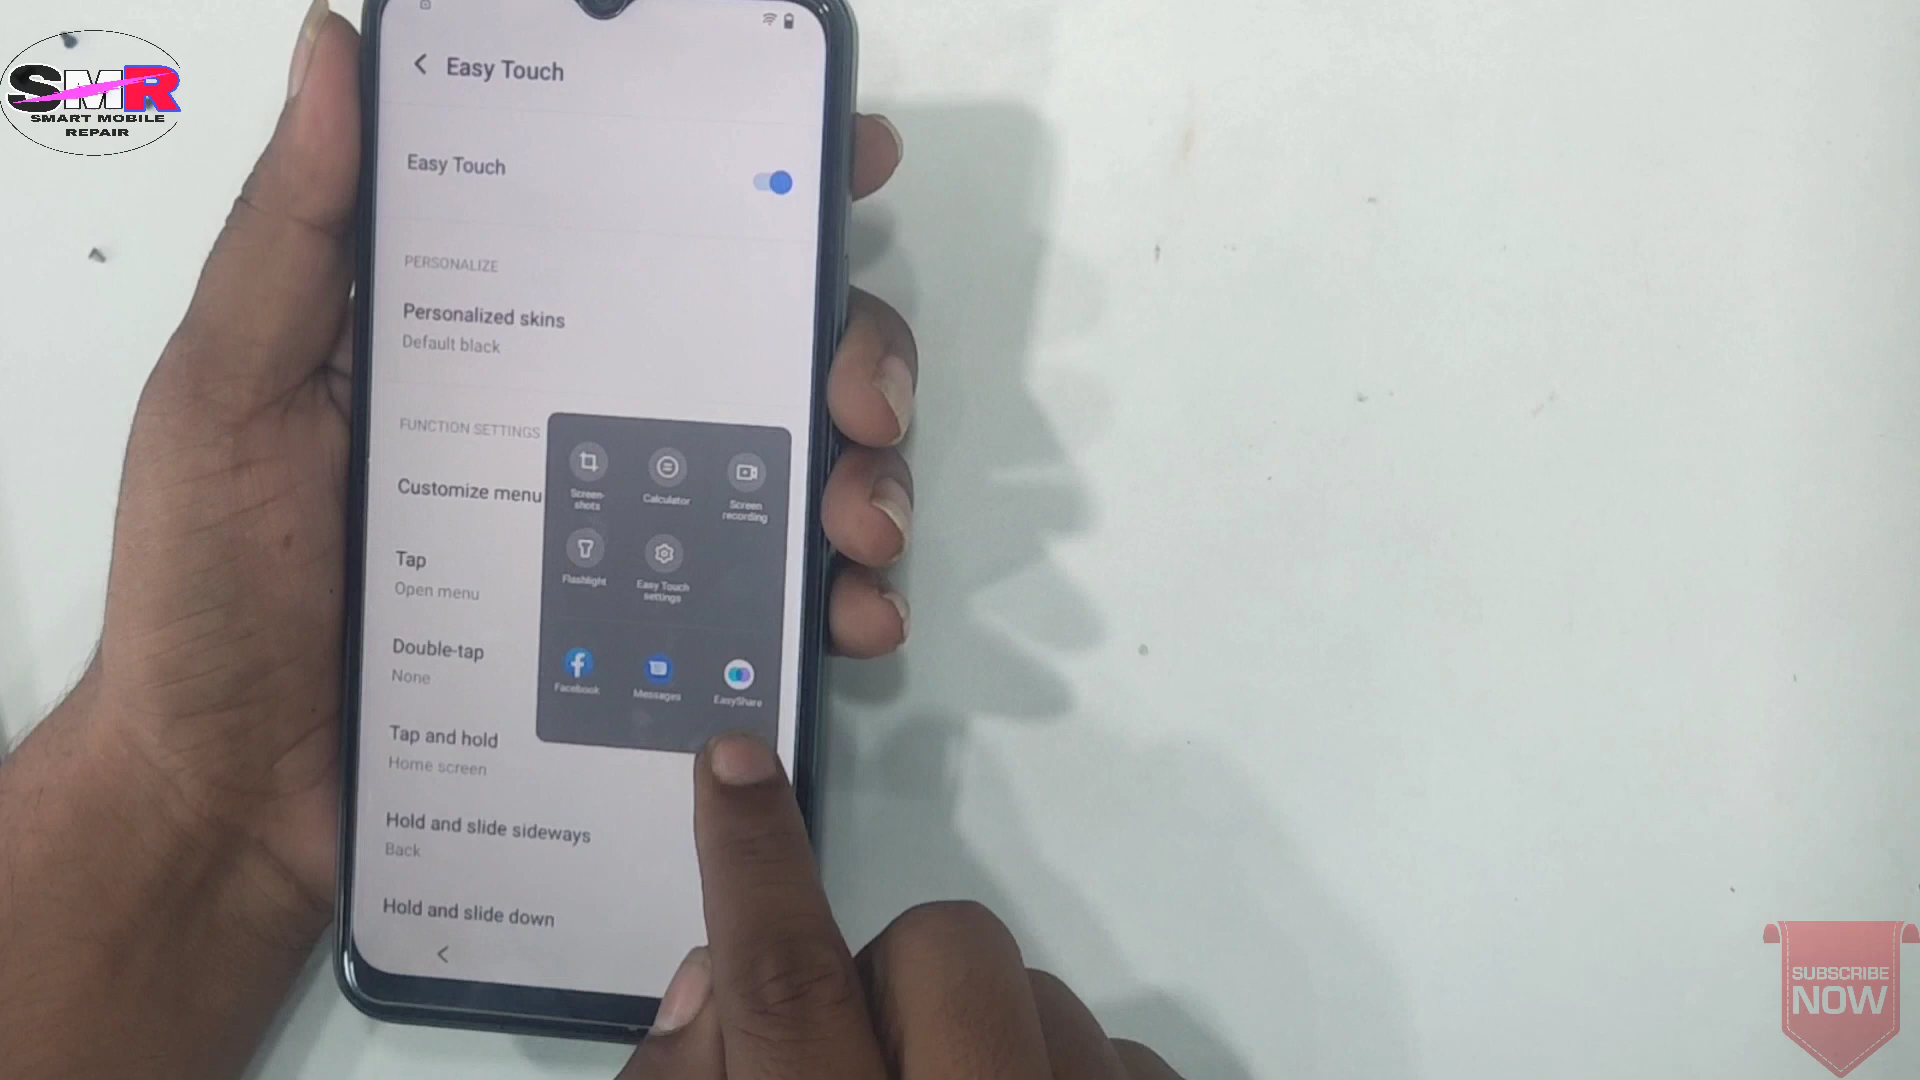 SMR
SMART MOBILE
REPAIR
Easy Touch
Easy Touch
PERSONALIZE
Personalized skins
Default black
FUNCTION SETTINGS
Customize menu
Tap
Open menu
Double-tap
None
Tap and hold
Home screen
Hold and slide sideways
Back
Hold and slide down
Screen-
shots
Calculator
Screen
recording
Flashlight
Easy Touch
settings
Facebook
Messages
EasyShare
SUBSCRIBE
NOW